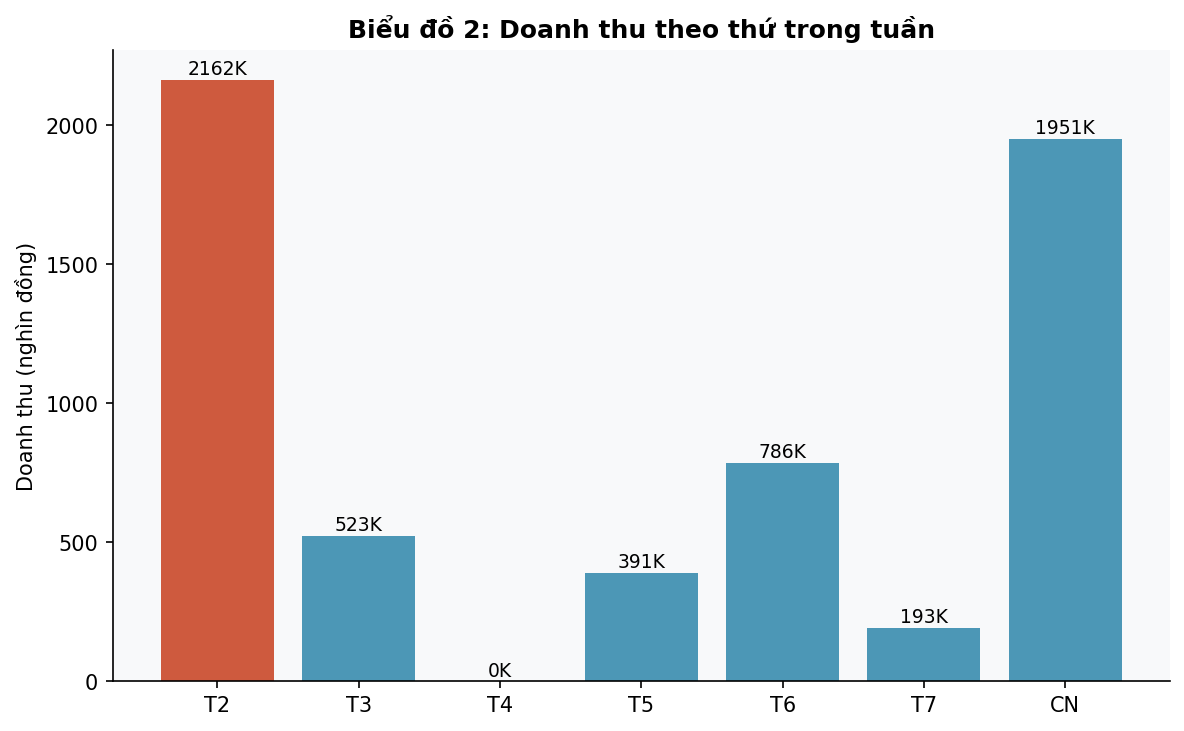 Biểu đồ 2: Doanh thu theo thứ trong tuần
Doanh thu (nghìn đồng)
2000
1500
1000
500
0
2162K
523K
0K
391K
786K
193K
1951K
T2 T3 T4 T5 T6 T7 CN